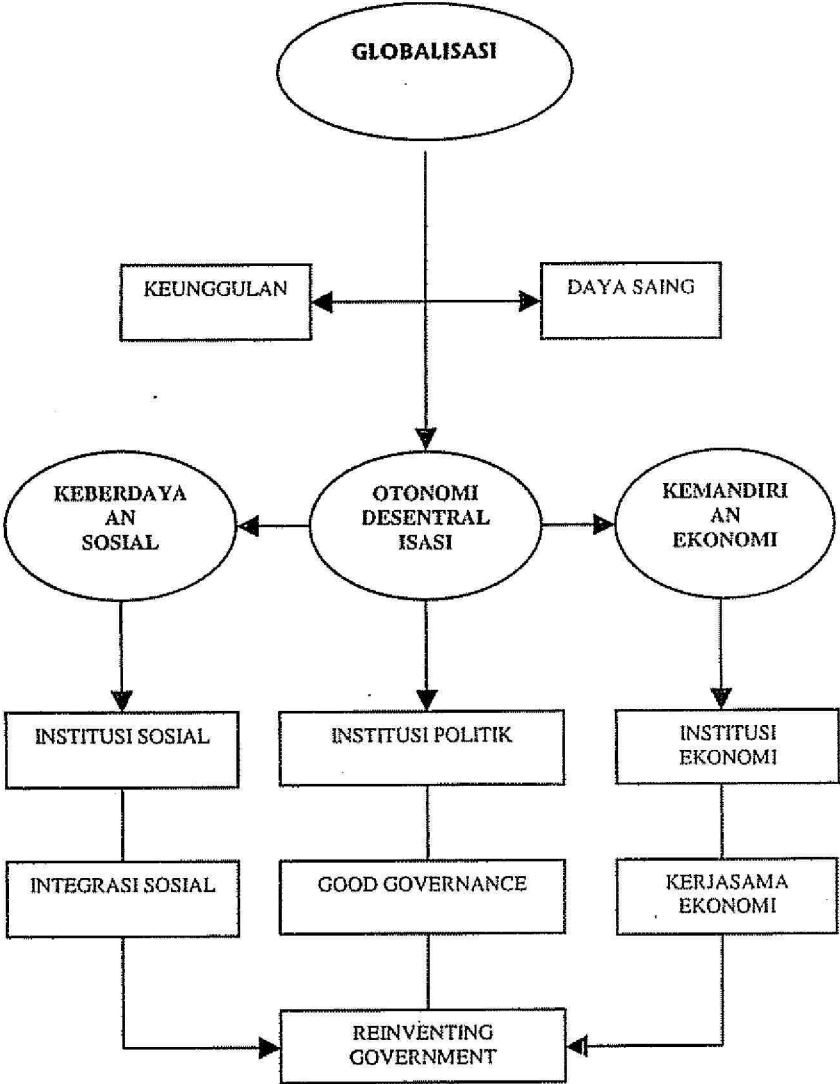 GLOBALISASI
KEUNGGULAN
DAYA SAING
KEBERDAYA
AN
SOSIAL
OTONOMI
DESENTRAL
ISASI
KEMANDIRI
AN
EKONOMI
INSTITUSI SOSIAL
INSTITUSI POLITIK
INSTITUSI
EKONOMI
INTEGRASI SOSIAL
GOOD GOVERNANCE
KERJASAMA
EKONOMI
REINVENTING
GOVERNMENT